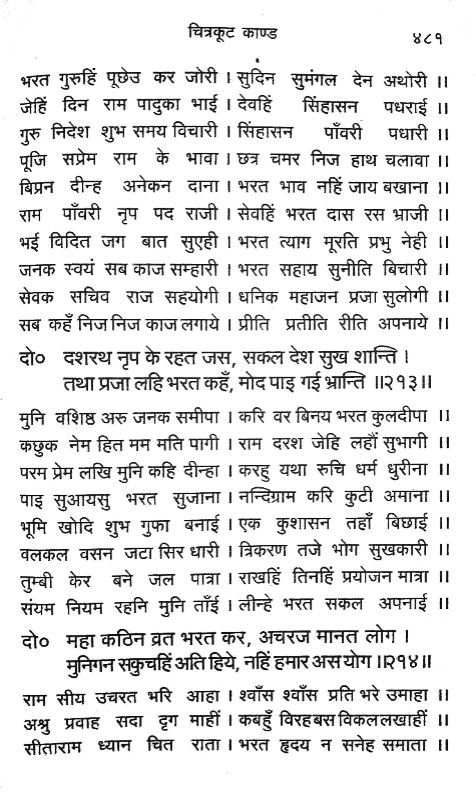 चित्रकूट काण्ड
४८१
भरत गुरुहिं पूछेउ कर जोरी । सुदिन सुमंगल देन अथोरी ।।
जेहिं दिन राम पादुका भाई । देवहिं सिंहासन पधराई ।।
गुरु निदेश शुभ समय विचारी । सिंहासन पाँवरी पधारी ।।
पूजि सप्रेम राम के भावा । छत्र चमर निज हाथ चलावा ।।
बिप्रन दीन्ह अनेकन दाना । भरत भाव नहिं जाय बखाना ।।
राम पाँवरी नृप पद राजी । सेवहिं भरत दास रस भ्राजी ।।
भई विदित जग बात सुएही । भरत त्याग मूरति प्रभु नेही ।।
जनक स्वयं सब काज सम्हारी । भरत सहाय सुनीति बिचारी ।।
सेवक सचिव राज सहयोगी । धनिक महाजन प्रजा सुलोगी ।।
सब कहँ निज निज काज लगाये । प्रीति प्रतीति रीति अपनाये ।।
दो० दशरथ नृप के रहत जस, सकल देश सुख शान्ति ।
तथा प्रजा लहि भरत कहँ, मोद पाइ गई भ्रान्ति ।।२१३।।
मुनि वशिष्ठ अरु जनक समीपा । करि वर बिनय भरत कुलदीपा ।।
कछुक नेम हित मम मति पागी । राम दरश जेहि लहौं सुभागी ।।
परम प्रेम लखि मुनि कहि दीन्हा । करहु यथा रुचि धर्म धुरीना ।।
पाइ सुआयसु भरत सुजाना । नन्दिग्राम करि कुटी अमाना ।।
भूमि खोदि शुभ गुफा बनाई । एक कुशासन तहाँ बिछाई ।।
वलकल वसन जटा सिर धारी । त्रिकरण तजे भोग सुखकारी ।।
तुम्बी केर बने जल पात्रा । राखहिं तिनहिं प्रयोजन मात्रा ।।
संयम नियम रहनि मुनि ताँई । लीन्हे भरत सकल अपनाई ।।
दो० महा कठिन व्रत भरत कर, अचरज मानत लोग ।
मुनिगन सकुचहिं अति हिये, नहिं हमार अस योग ।।२१४।।
राम सीय उचरत भरि आहा । श्वाँस श्वाँस प्रति भरे उमाहा ।।
अश्रु प्रवाह सदा दृग माहीं । कबहुँ विरहबस विकल लखाहीं ।।
सीताराम ध्यान चित राता । भरत हृदय न सनेह समाता ।।